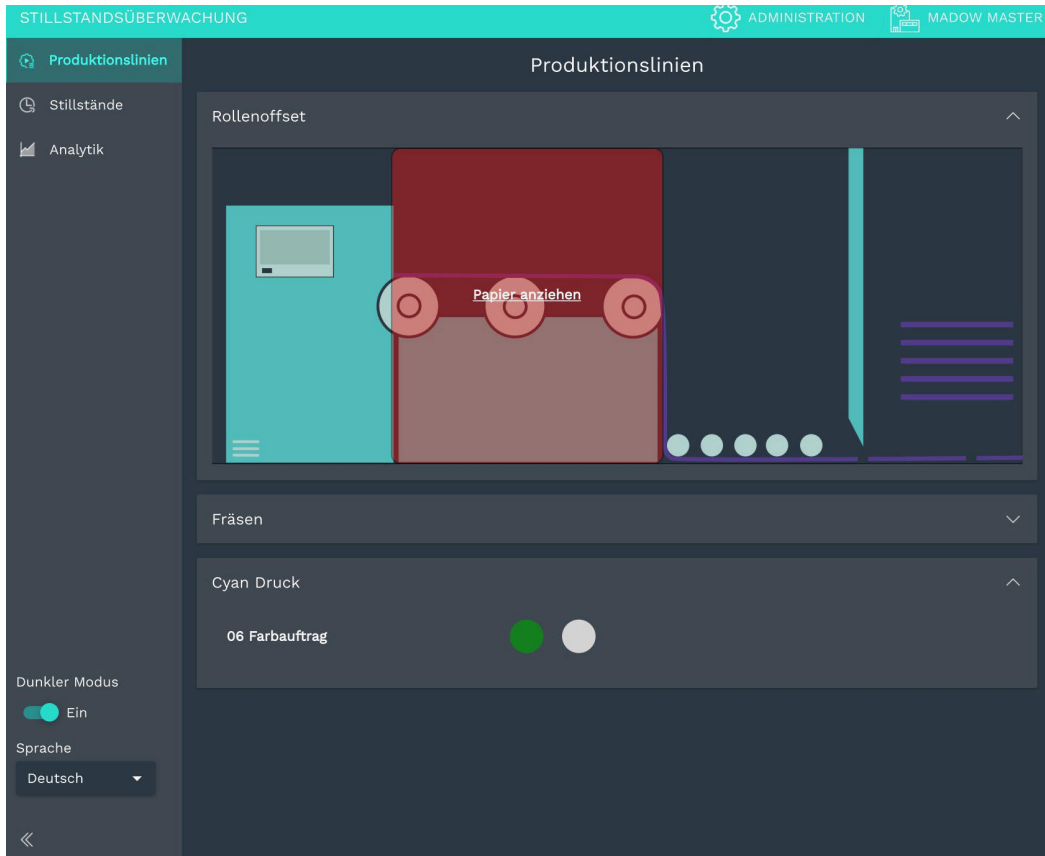 STILLSTANDSÜBERWACHUNG
ADMINISTRATION
MADOW MASTER
Produktionslinien
Stillstände
Analytik
Produktionslinien
Rollenoffset
Papier anziehen
Fräsen
Cyan Druck
06 Farbauftrag
Dunkler Modus
Ein
Sprache
Deutsch